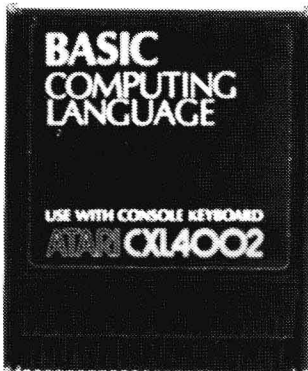 BASIC
COMPUTING
LANGUAGE
USE WITH CONSOLE KEYBOARD
ATARI CXL4002